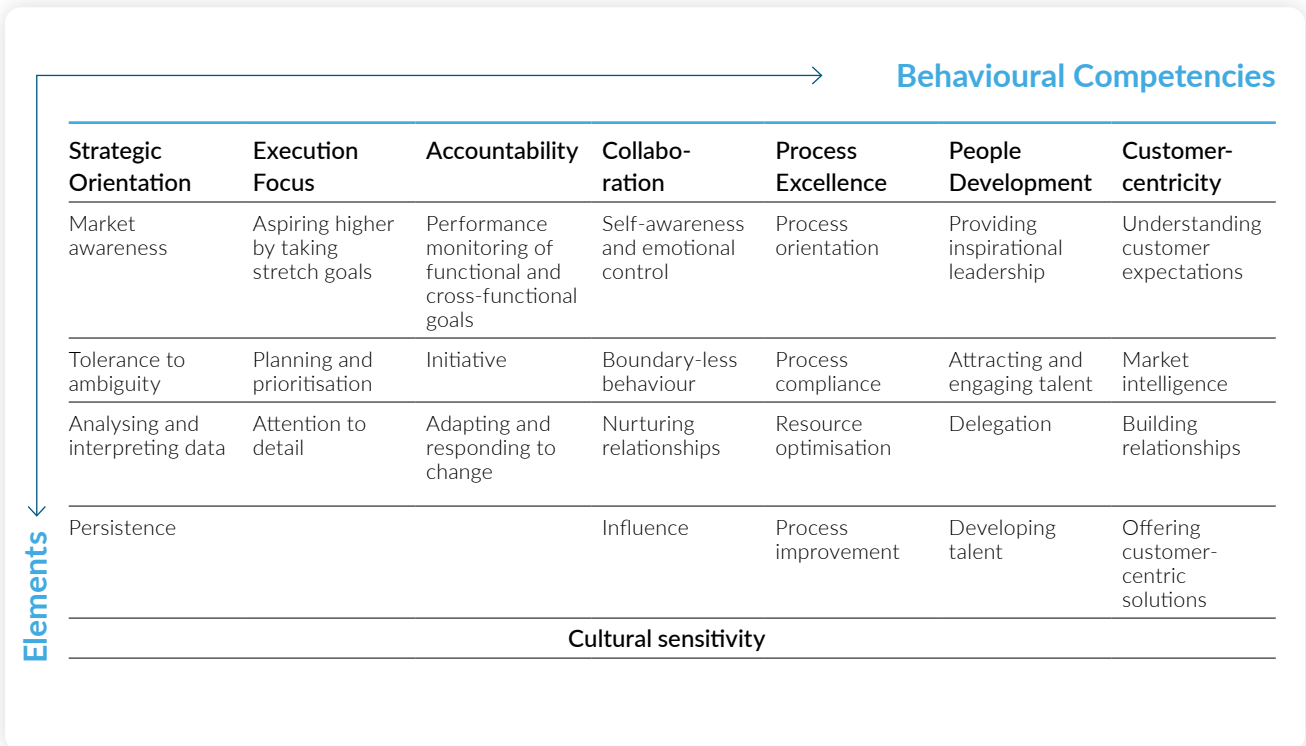 Behavioural Competencies
Strategic Orientation Execution Focus Accountability Collabo-ration Process Excellence People Development Customer-centricity
Market awareness Aspiring higher by taking stretch goals Performance monitoring of functional and cross-functional goals Self-awareness and emotional control Process orientation Providing inspirational leadership Understanding customer expectations
Tolerance to ambiguity Planning and prioritisation Initiative Boundary-less behaviour Process compliance Attracting and engaging talent Market intelligence
Analysing and interpreting data Attention to detail Adapting and responding to change Nurturing relationships Resource optimisation Delegation Building relationships
Persistence Influence Process improvement Developing talent Offering customer-centric solutions
Cultural sensitivity
Elements